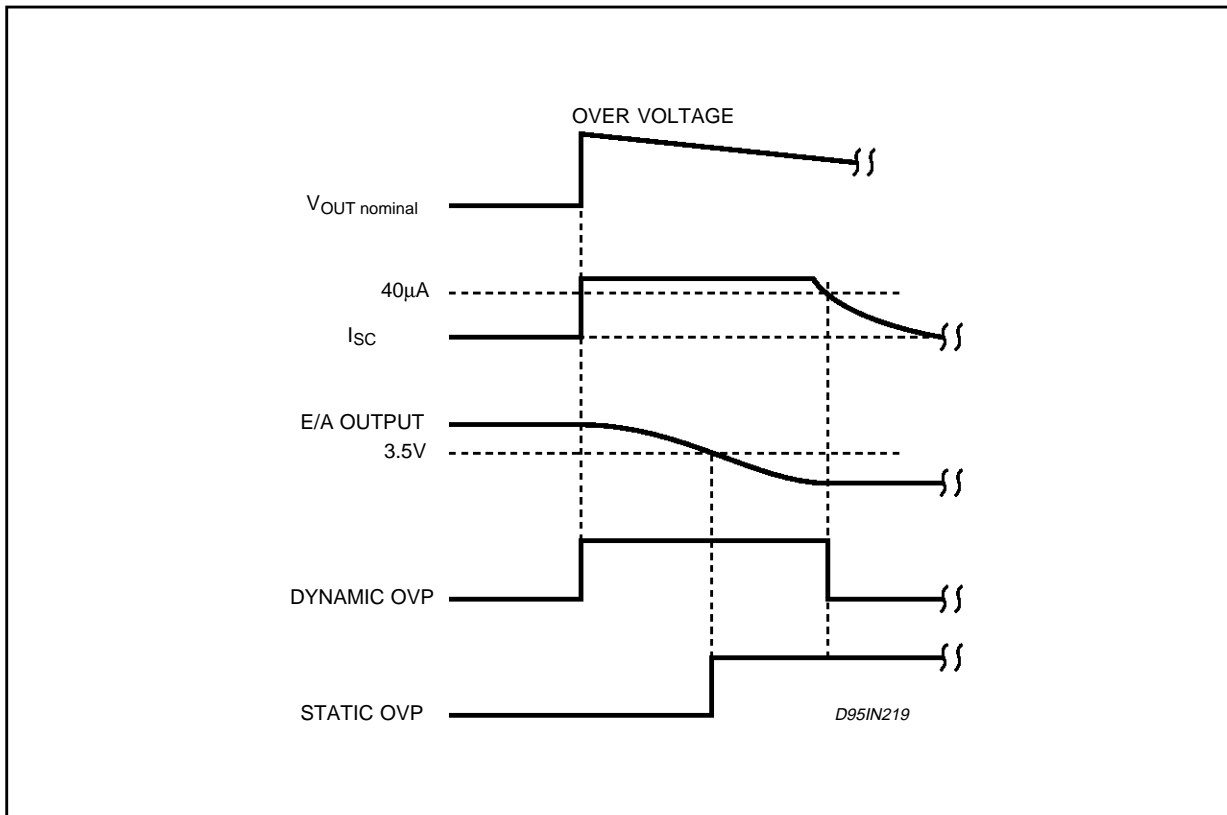 OVER VOLTAGE
VOUT nominal
40μA
ISC
E/A OUTPUT
3.5V
DYNAMIC OVP
STATIC OVP
D95IN219